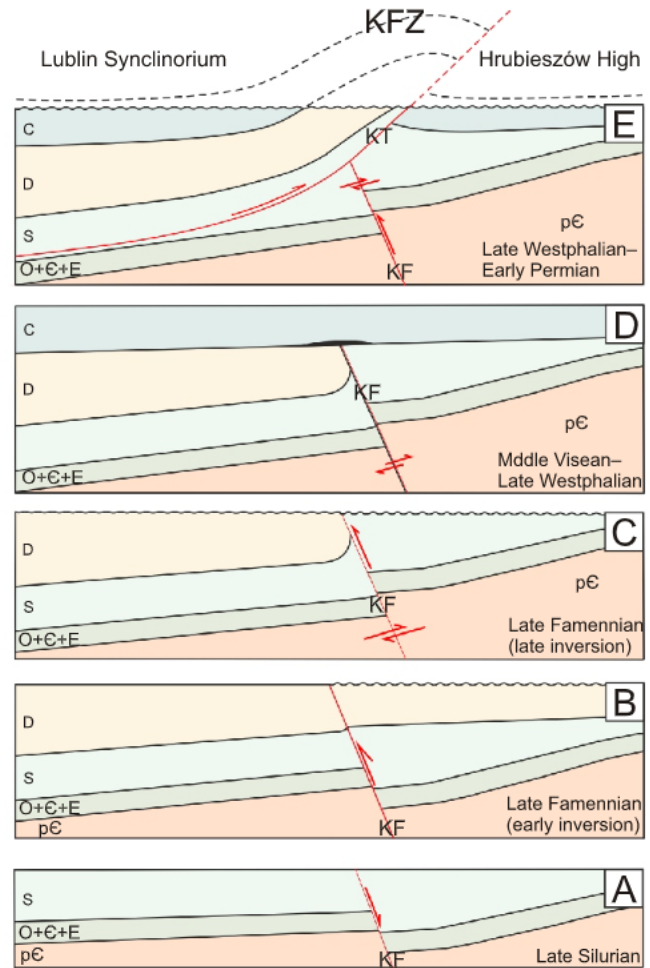 KFZ
Lublin Synclinorium
Hrubieszów High
C
E
KT
D
pЄ
S
Late Westphalian–
Early Permian
O+Є+E
KF
C
D
D
KF
pЄ
O+Є+E
Mddle Visean–
Late Westphalian
C
D
pЄ
S
KF
O+Є+E
Late Famennian
(late inversion)
B
D
S
O+Є+E
Late Famennian
(early inversion)
pЄ
KF
A
S
O+Є+E
pЄ
KF
Late Silurian